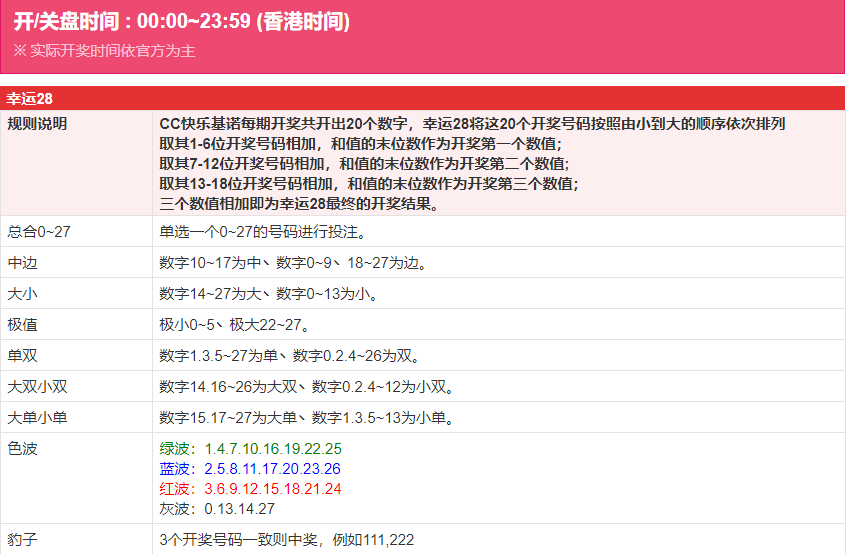 开/关盘时间 : 00:00~23:59 (香港时间)
※ 实际开奖时间依官方为主
幸运28
规则说明
CC快乐基诺每期开奖共开出20个数字，幸运28将这20个开奖号码按照由小到大的顺序依次排列
取其1-6位开奖号码相加，和值的末位数作为开奖第一个数值；
取其7-12位开奖号码相加，和值的末位数作为开奖第二个数值；
取其13-18位开奖号码相加，和值的末位数作为开奖第三个数值；
三个数值相加即为幸运28最终的开奖结果。
总合0~27
单选一个0~27的号码进行投注。
中边
数字10~17为中、数字0~9、18~27为边。
大小
数字14~27为大、数字0~13为小。
极值
极小0~5、极大22~27。
单双
数字1.3.5~27为单、数字0.2.4~26为双。
大双小双
数字14.16~26为大双、数字0.2.4~12为小双。
大单小单
数字15.17~27为大单、数字1.3.5~13为小单。
色波
绿波：1.4.7.10.16.19.22.25
蓝波：2.5.8.11.17.20.23.26
红波：3.6.9.12.15.18.21.24
灰波：0.13.14.27
豹子
3个开奖号码一致则中奖，例如111,222